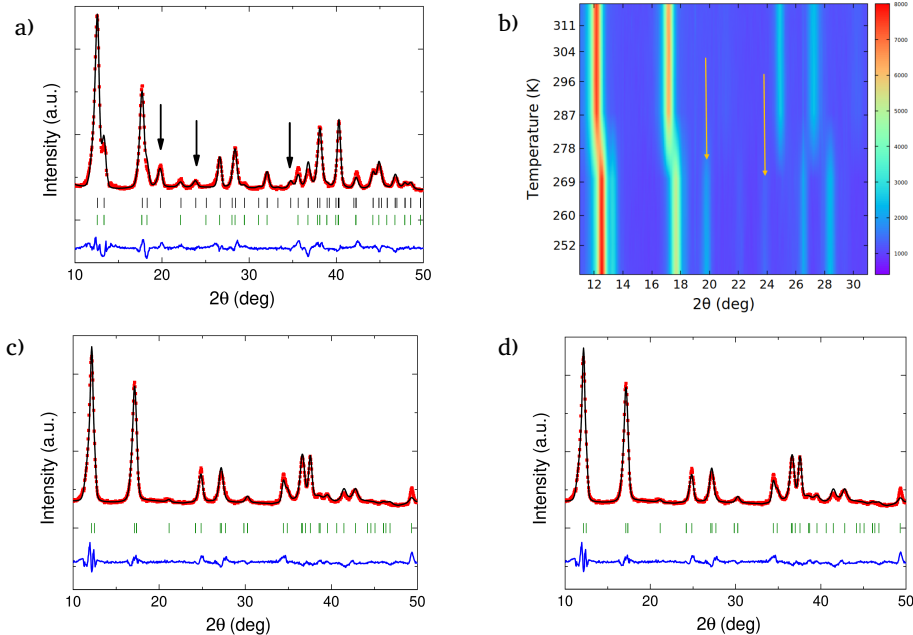 a)
Intensity (a.u.)
10 20 30 40 50
2θ (deg)
b)
Temperature (K)
311
304
296
287
278
269
260
252
12 14 16 18 20 22 24 26 28 30
2θ (deg)
8000
7000
6000
5000
4000
3000
2000
1000
c)
Intensity (a.u.)
10 20 30 40 50
2θ (deg)
d)
Intensity (a.u.)
10 20 30 40 50
2θ (deg)